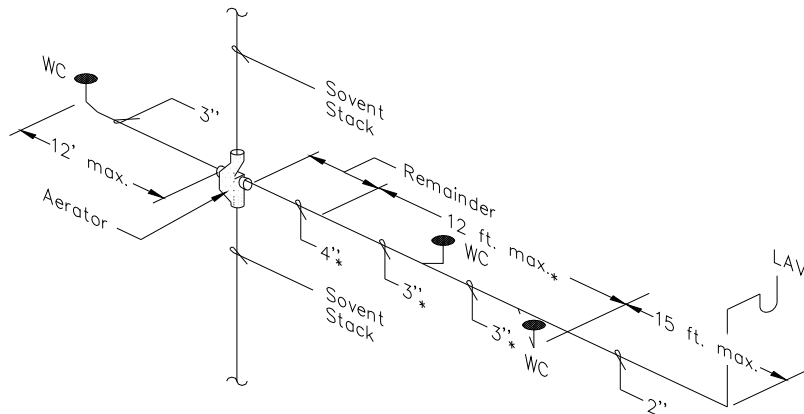 WC
3''
12' max.
Aerator
Sovent
Stack
Remainder
12 ft. max.*
4''*
3''*
WC
3''*
WC
Sovent
Stack
LAV
15 ft. max.
2''